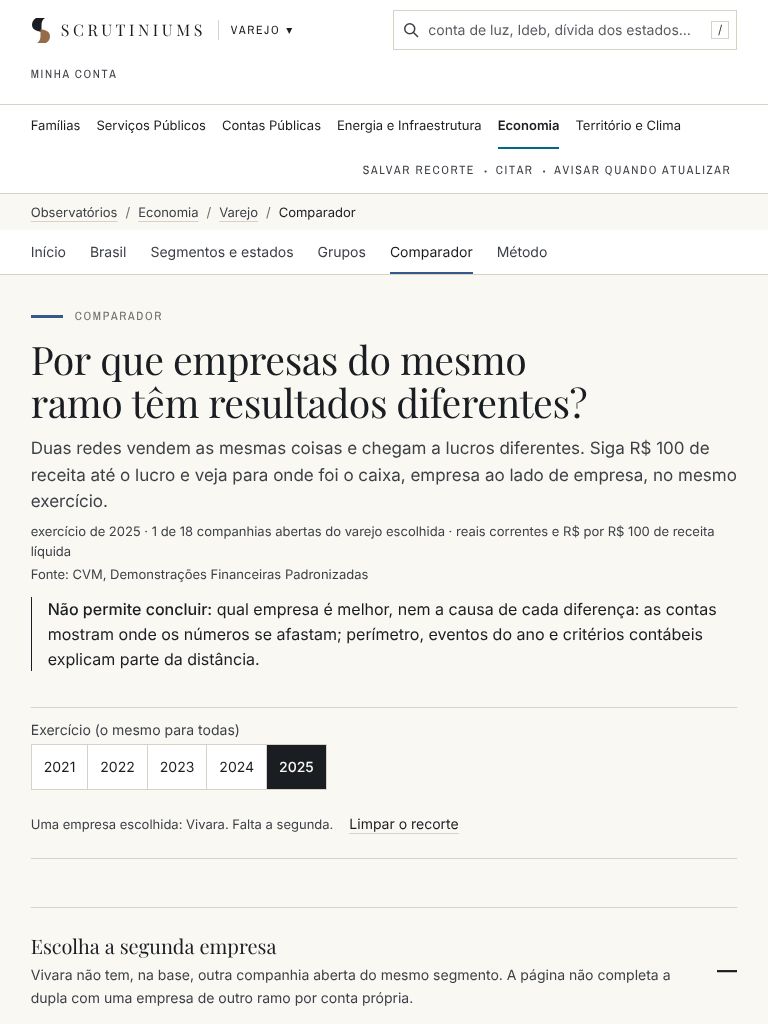 SCRUTINIUMS
VAREJO ▼
conta de luz, Ideb, dívida dos estados...
/
MINHA CONTA
Famílias
Serviços Públicos
Contas Públicas
Energia e Infraestrutura
Economia
Território e Clima
SALVAR RECORTE · CITAR · AVISAR QUANDO ATUALIZAR
Observatórios / Economia / Varejo / Comparador
Início
Brasil
Segmentos e estados
Grupos
Comparador
Método
COMPARADOR
Por que empresas do mesmo
ramo têm resultados diferentes?
Duas redes vendem as mesmas coisas e chegam a lucros diferentes. Siga R$ 100 de
receita até o lucro e veja para onde foi o caixa, empresa ao lado de empresa, no mesmo
exercício.
exercício de 2025 · 1 de 18 companhias abertas do varejo escolhida · reais correntes e R$ por R$ 100 de receita
líquida
Fonte: CVM, Demonstrações Financeiras Padronizadas
Não permite concluir: qual empresa é melhor, nem a causa de cada diferença: as contas
mostram onde os números se afastam; perímetro, eventos do ano e critérios contábeis
explicam parte da distância.
Exercício (o mesmo para todas)
2021
2022
2023
2024
2025
Uma empresa escolhida: Vivara. Falta a segunda.
Limpar o recorte
Escolha a segunda empresa
Vivara não tem, na base, outra companhia aberta do mesmo segmento. A página não completa a
dupla com uma empresa de outro ramo por conta própria.